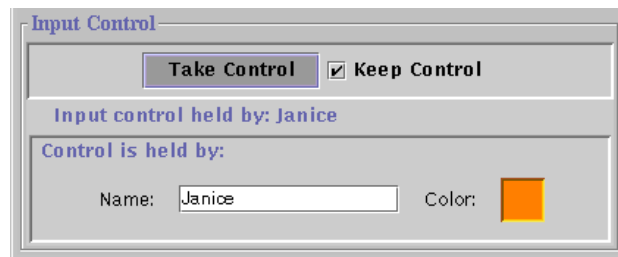 Input Control
Take Control Keep Control
Input control held by: Janice
Control is held by:
Name: Janice Color: